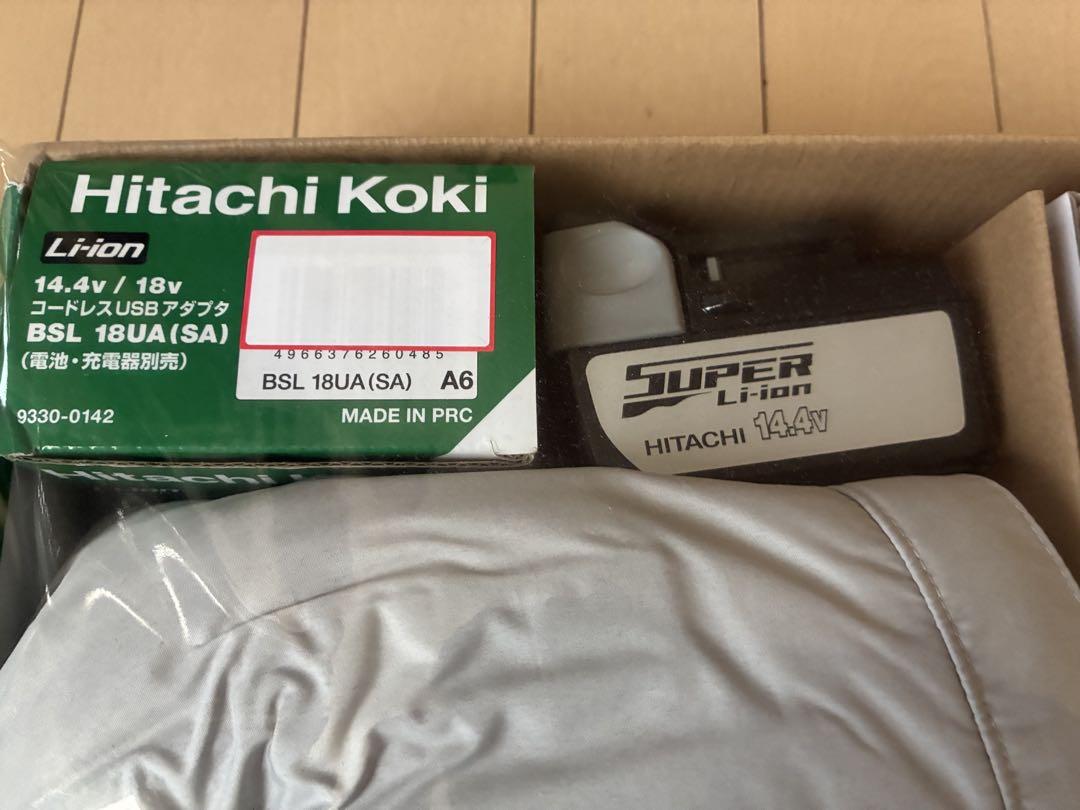 Hitachi Koki
Li-ion
14.4v / 18v
コードレスUSBアダプタ
BSL 18UA(SA)
(電池・充電器別売)
9330-0142
4966376260485
BSL 18UA(SA) A6
MADE IN PRC
SUPER
Li-ion
HITACHI 14.4v
Hitachi